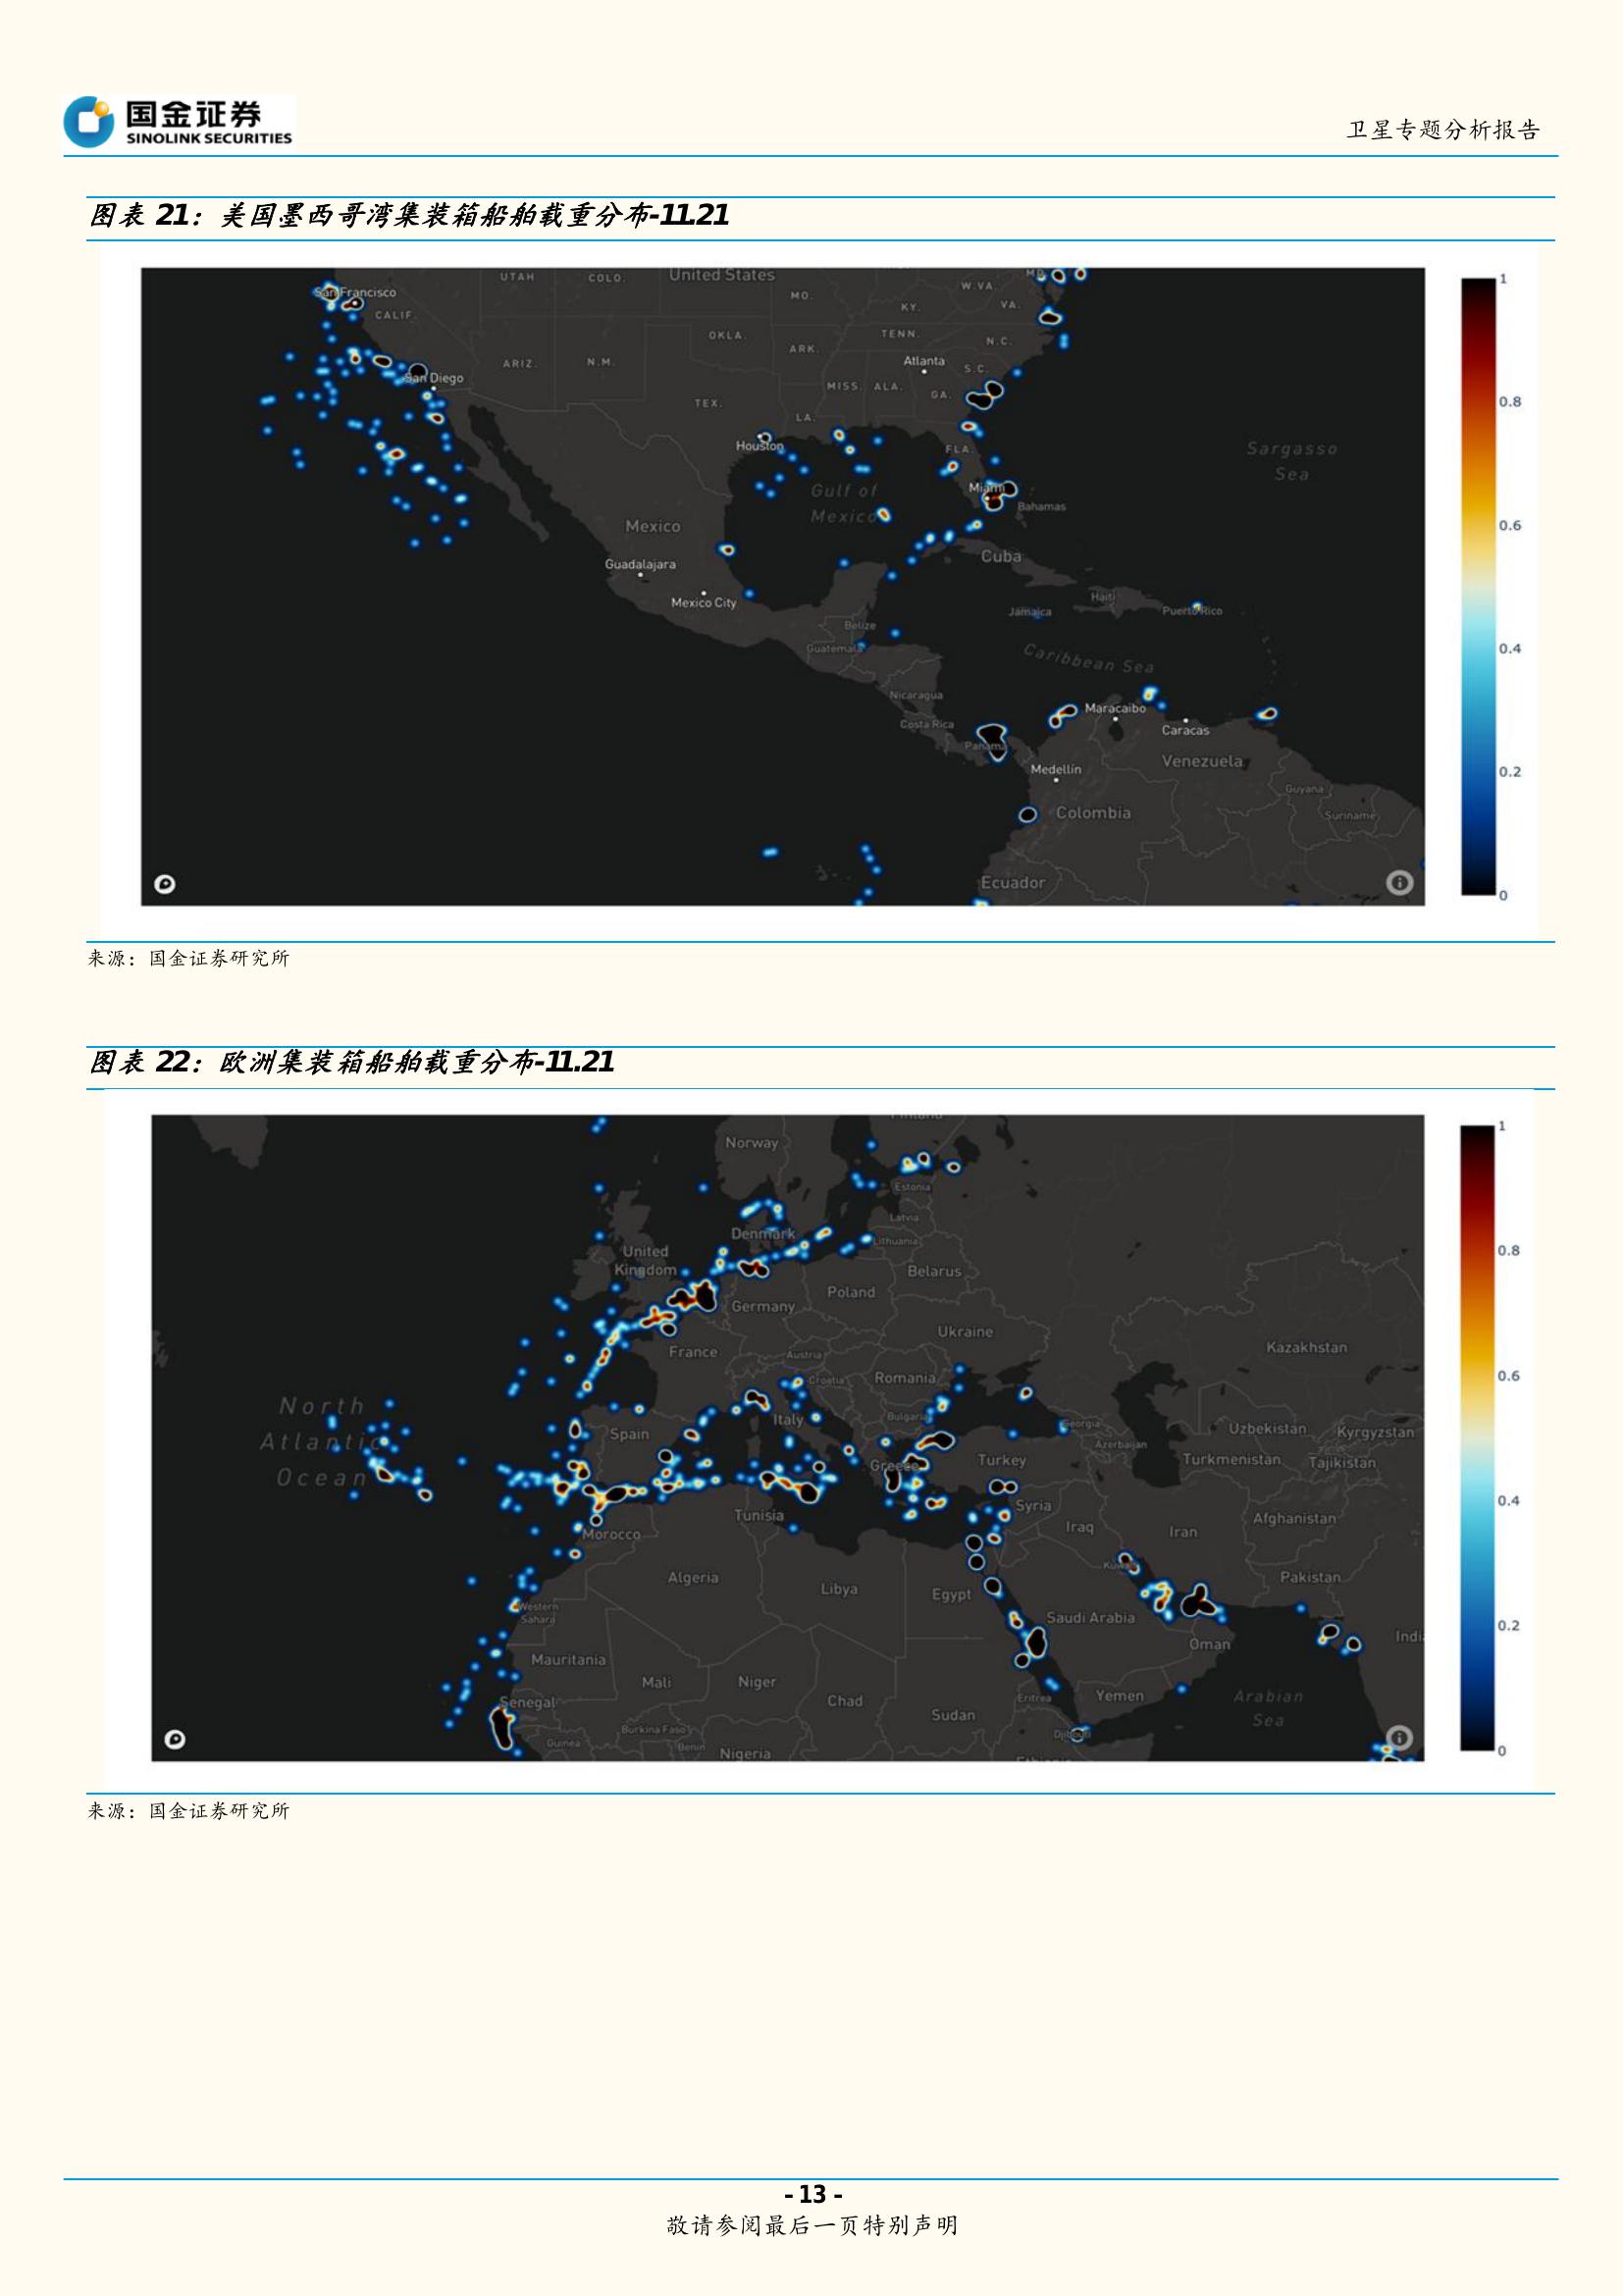 国金证券
SINOLINK SECURITIES
卫星专题分析报告
图表 21：美国墨西哥湾集装箱船舶载重分布-11.21
UTAH
COLO.
United States
MO.
W.VA.
KY.
VA.
San Francisco
CALIF.
OKLA.
TENN.
N.C.
ARK.
ARIZ.
N.M.
Atlanta
S.C.
San Diego
MISS.
ALA.
GA.
TEX.
LA.
Houston
FLA.
Sargasso
Sea
Gulf of
Mexico
Miami
Bahamas
Mexico
Cuba
Guadalajara
Mexico City
Haiti
Jamaica
Puerto Rico
Belize
Guatemala
Caribbean Sea
Nicaragua
Costa Rica
Maracaibo
Caracas
Panama
Venezuela
Medellín
Guyana
Colombia
Suriname
Ecuador
1
0.8
0.6
0.4
0.2
0
来源：国金证券研究所
图表 22：欧洲集装箱船舶载重分布-11.21
Finland
Norway
Estonia
Latvia
Denmark
Lithuania
United
Kingdom
Belarus
Poland
Germany
Ukraine
France
Austria
Kazakhstan
Croatia
Romania
North
Atlantic
Ocean
Italy
Bulgaria
Spain
Georgia
Uzbekistan
Kyrgyzstan
Azerbaijan
Greece
Turkey
Turkmenistan
Tajikistan
Syria
Tunisia
Morocco
Iraq
Iran
Afghanistan
Kuwait
Algeria
Libya
Egypt
Pakistan
Western
Sahara
Saudi Arabia
Oman
Indi
Mauritania
Mali
Niger
Chad
Senegal
Eritrea
Yemen
Arabian
Sea
Sudan
Burkina Faso
Djibouti
Guinea
Benin
Nigeria
Ethiopia
1
0.8
0.6
0.4
0.2
0
来源：国金证券研究所
- 13 -
敬请参阅最后一页特别声明